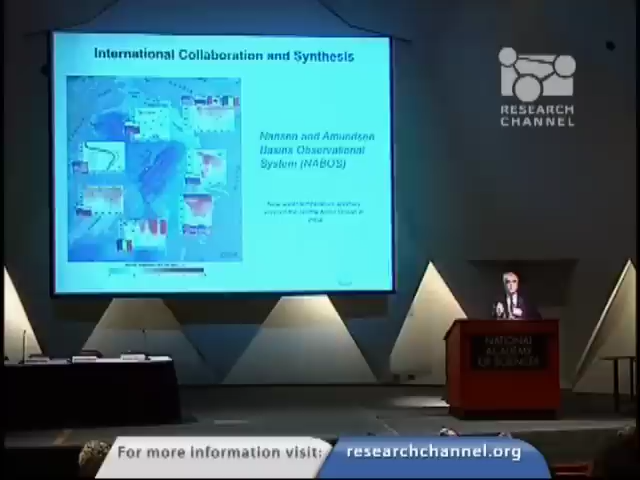 International Collaboration and Synthesis
RESEARCH
CHANNEL
Nansen and Amundsen
Basins Observational
System (NABOS)
NATIONAL
ACADEMY
OF SCIENCES
For more information visit:
researchchannel.org